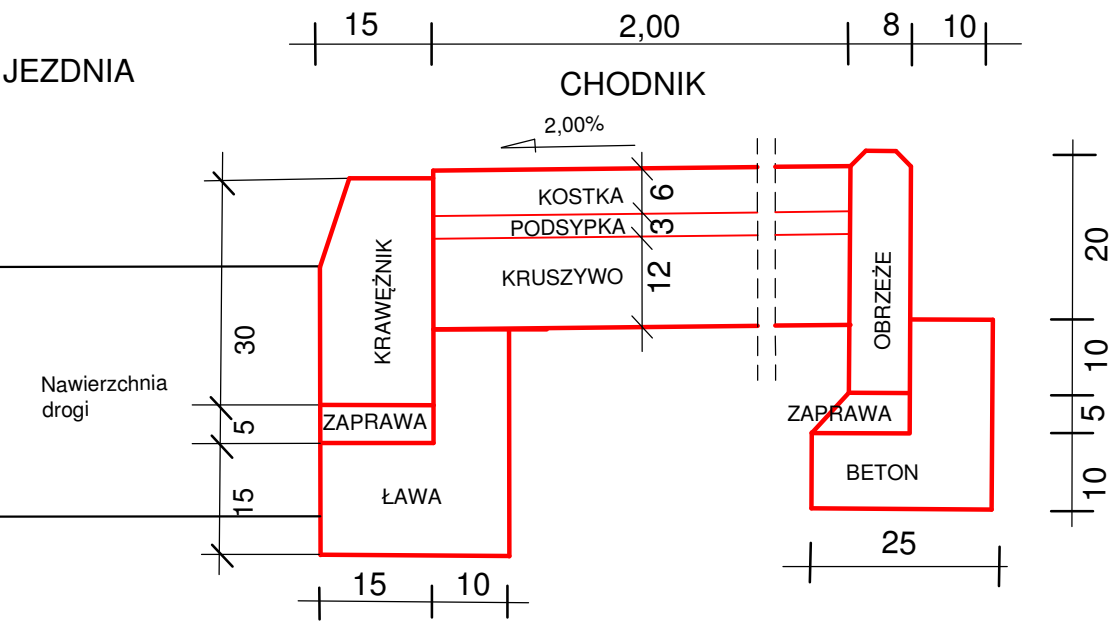 15
2,00
8
10
JEZDNIA
CHODNIK
2,00%
KOSTKA
6
PODSYPKA
3
KRUSZYWO
12
KRAWĘŻNIK
OBRZEŻE
20
30
10
Nawierzchnia
drogi
ZAPRAWA
5
ZAPRAWA
5
ŁAWA
15
BETON
10
25
15
10